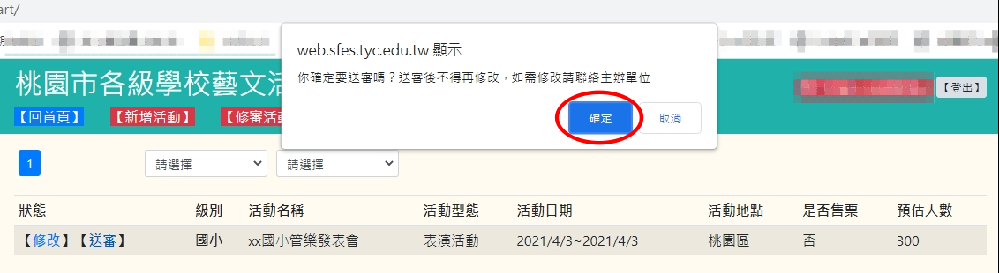 art/
web.sfes.tyc.edu.tw 顯示
你確定要送審嗎？送審後不得再修改，如需修改請聯絡主辦單位
確定
取消
桃園市各級學校藝文活
【登出】
【回首頁】
【新增活動】
【修審活動
1
請選擇
請選擇
狀態 級別 活動名稱 活動型態 活動日期 活動地點 是否售票 預估人數
【修改】【送審】 國小 xx國小管樂發表會 表演活動 2021/4/3~2021/4/3 桃園區 否 300